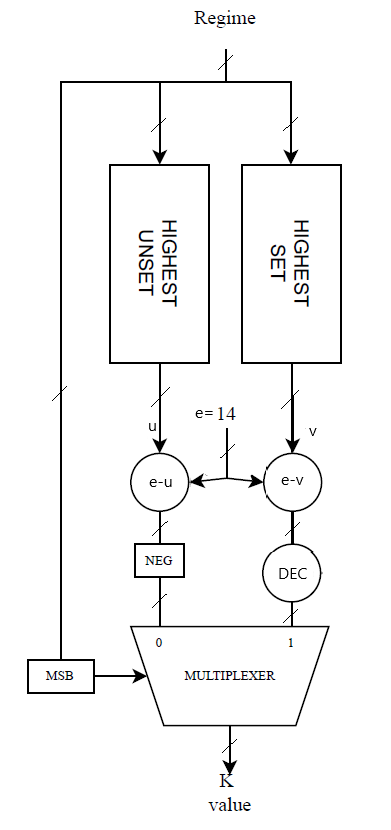 Regime
HIGHEST
UNSET
HIGHEST
SET
e= 14
u
v
e-u
e-v
NEG
DEC
0
1
MSB
MULTIPLEXER
K
value